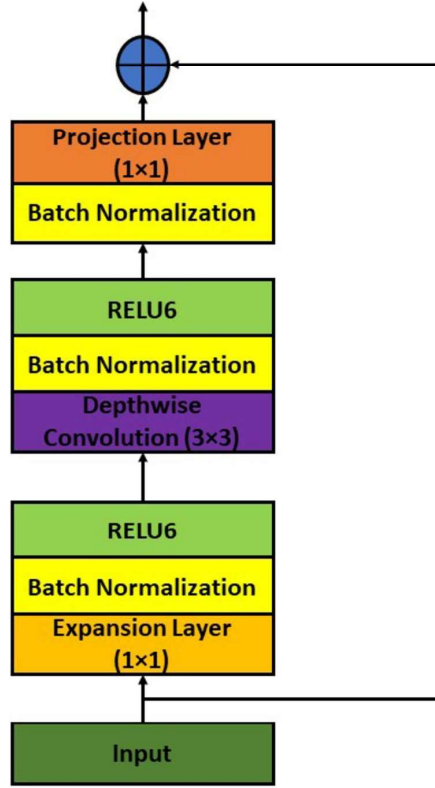 Projection Layer
(1×1)
Batch Normalization
RELU6
Batch Normalization
Depthwise
Convolution (3×3)
RELU6
Batch Normalization
Expansion Layer
(1×1)
Input